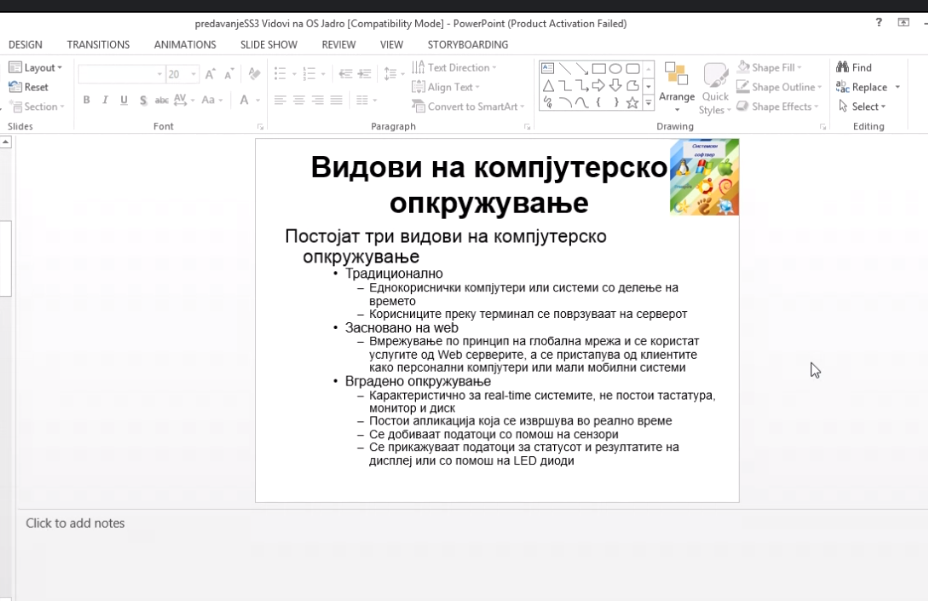 predavanjeSS3 Vidovi na OS Jadro [Compatibility Mode] - PowerPoint (Product Activation Failed)
?
DESIGN TRANSITIONS ANIMATIONS SLIDE SHOW REVIEW VIEW STORYBOARDING
Layout
Reset
Section
Slides
20
A A
B I U S abc AV Aa A
Font
Text Direction
Align Text
Convert to SmartArt
Paragraph
Arrange
Quick
Styles
Shape Fill
Shape Outline
Shape Effects
Drawing
Find
Replace
Select
Editing
Видови на компјутерско
опкружување
Системски
софтвер
Постојат три видови на компјутерско
опкружување
• Традиционално
– Еднокориснички компјутери или системи со делење на
времето
– Корисниците преку терминал се поврзуваат на серверот
• Засновано на web
– Вмрежување по принцип на глобална мрежа и се користат
услугите од Web серверите, а се пристапува од клиентите
како персонални компјутери или мали мобилни системи
• Вградено опкружување
– Карактеристично за real-time системите, не постои тастатура,
монитор и диск
– Постои апликација која се извршува во реално време
– Се добиваат податоци со помош на сензори
– Се прикажуваат податоци за статусот и резултатите на
дисплеј или со помош на LED диоди
Click to add notes